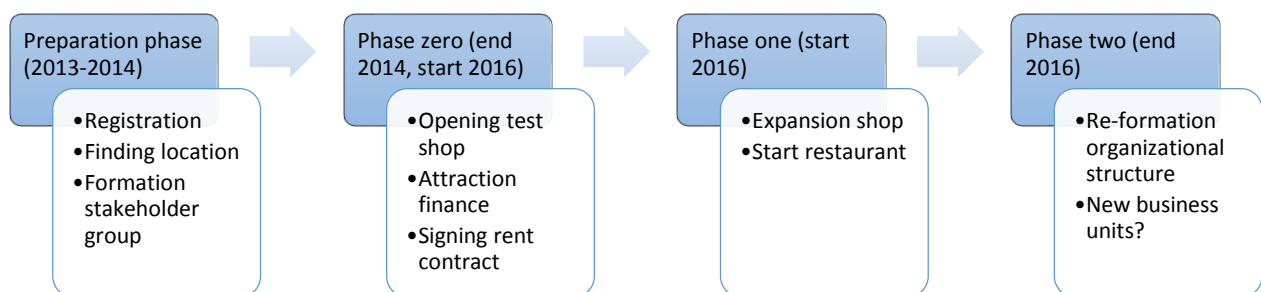 Preparation phase
(2013-2014)
•Registration
•Finding location
•Formation
stakeholder
group
Phase zero (end
2014, start 2016)
•Opening test
shop
•Attraction
finance
•Signing rent
contract
Phase one (start
2016)
•Expansion shop
•Start restaurant
Phase two (end
2016)
•Re-formation
organizational
structure
•New business
units?